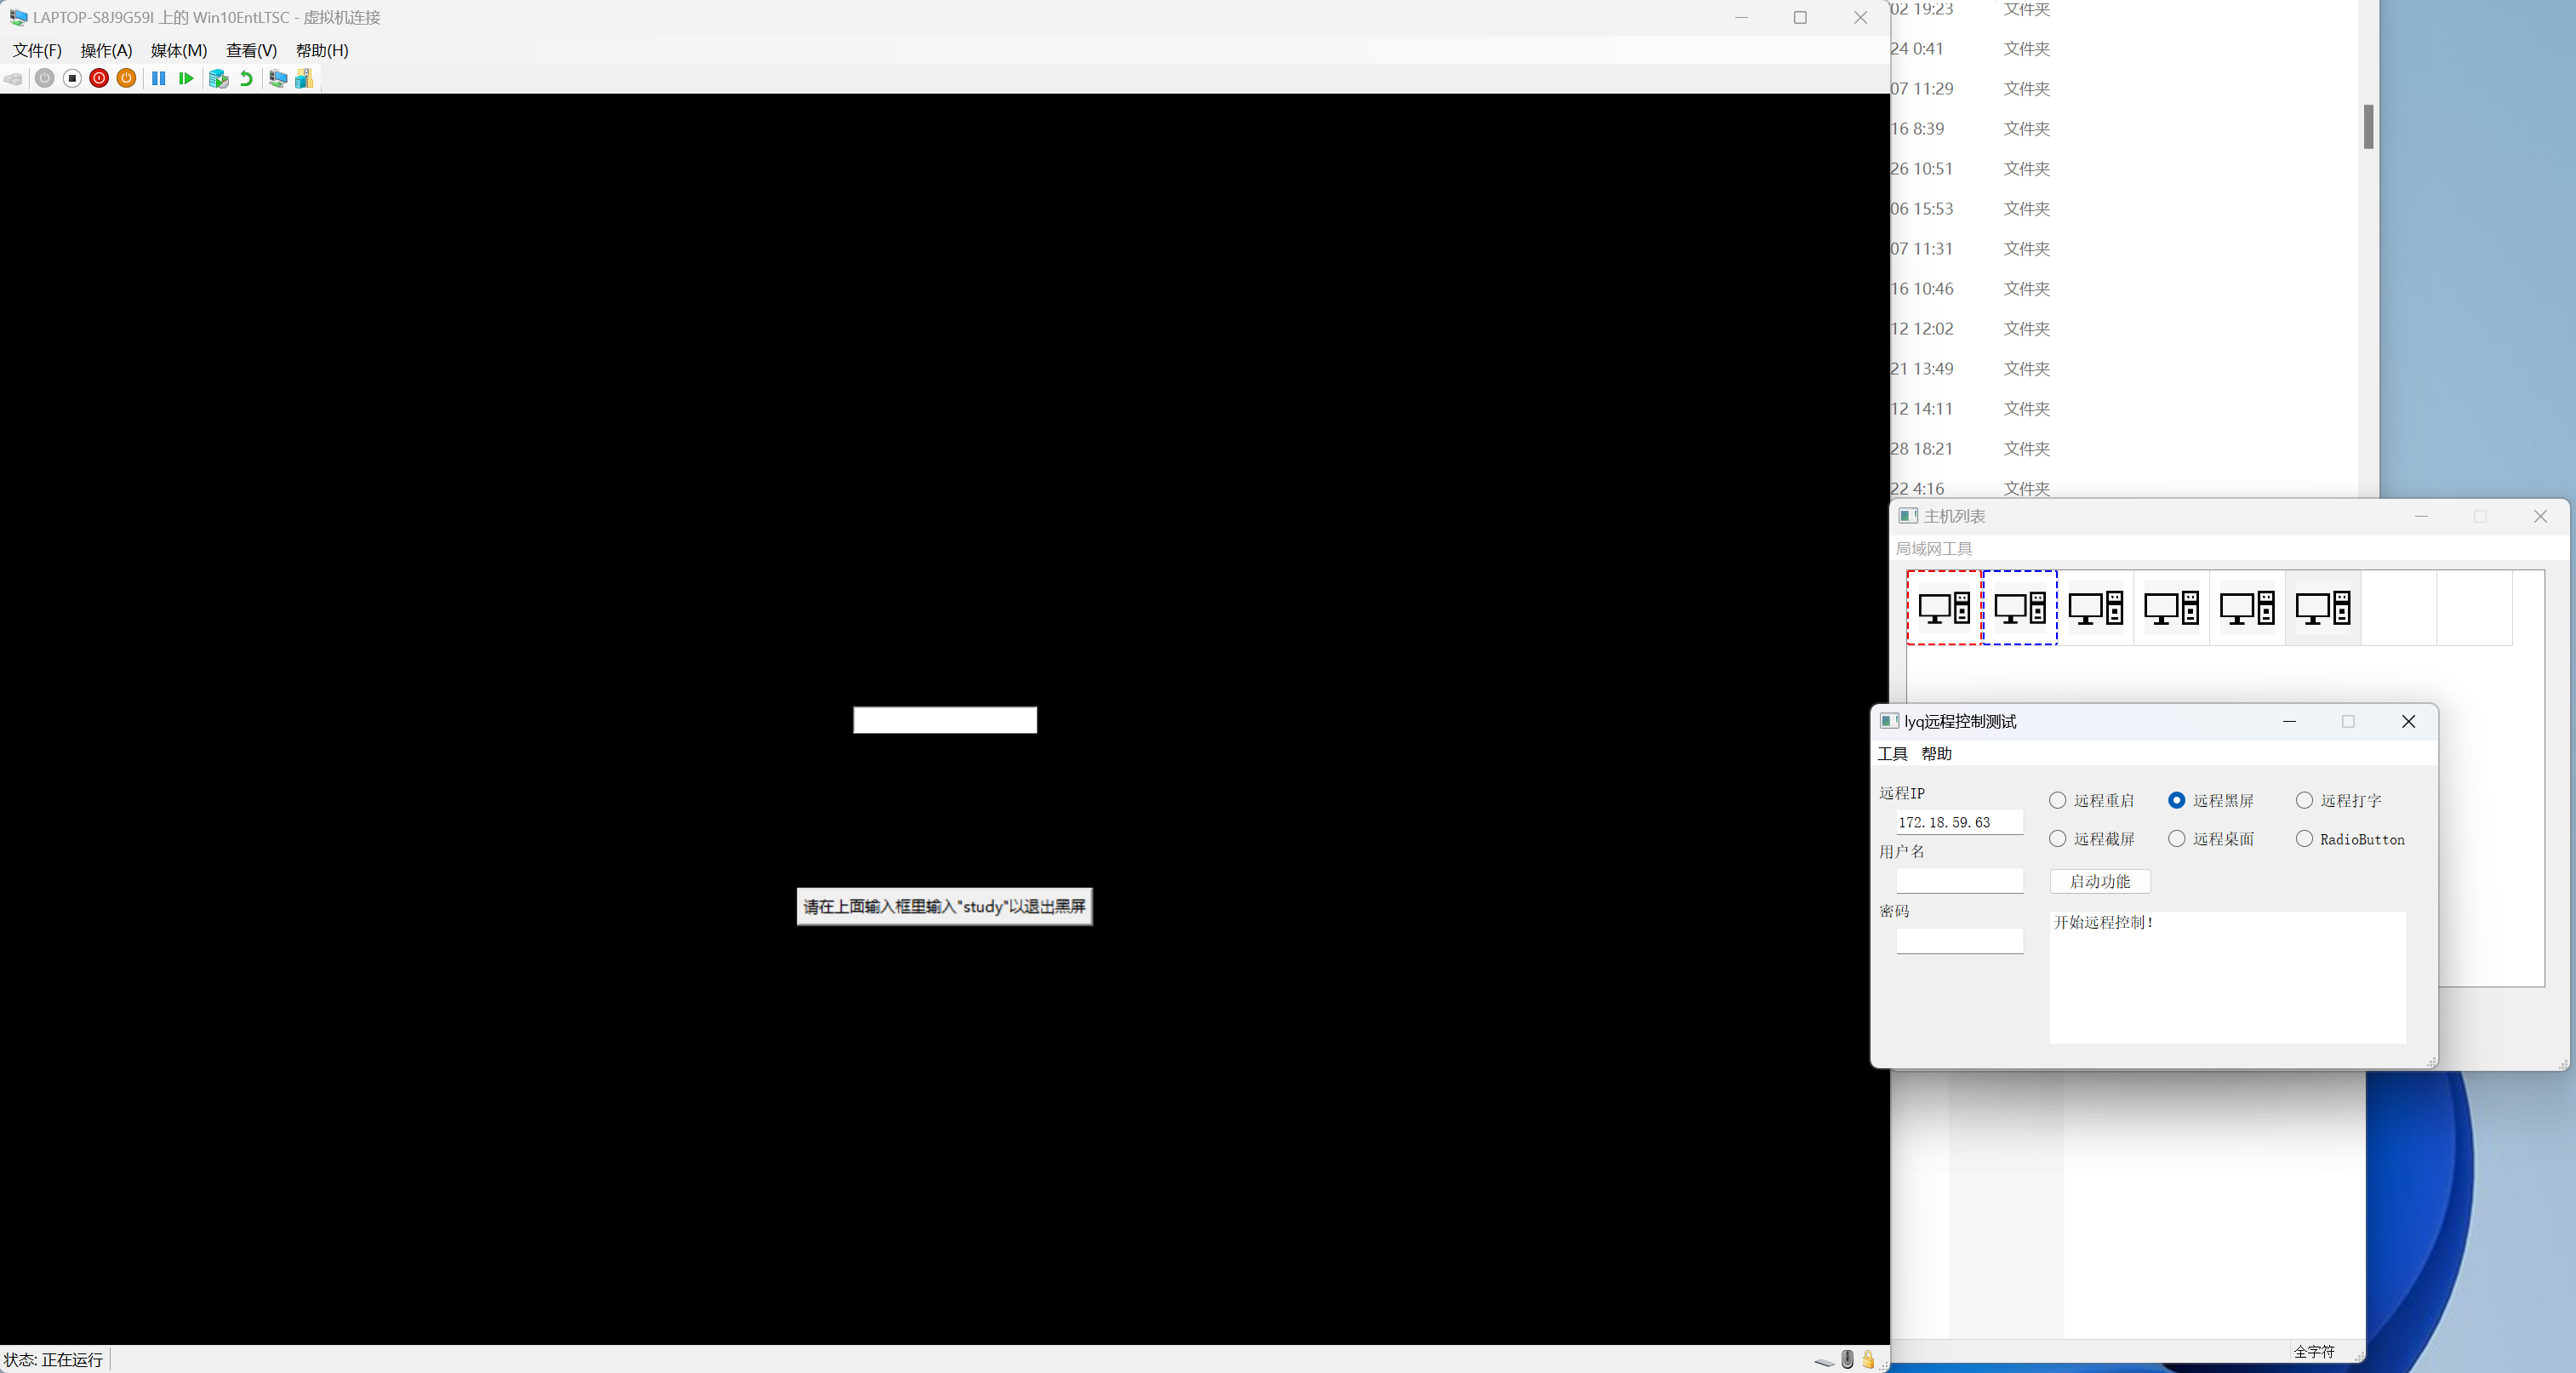 LAPTOP-S8J9G59I 上的 Win10EntLTSC - 虚拟机连接
文件(F) 操作(A) 媒体(M) 查看(V) 帮助(H)
请在上面输入框里输入"study"以退出黑屏
状态: 正在运行
02 19:23 文件夹
24 0:41 文件夹
07 11:29 文件夹
16 8:39 文件夹
26 10:51 文件夹
06 15:53 文件夹
07 11:31 文件夹
16 10:46 文件夹
12 12:02 文件夹
21 13:49 文件夹
12 14:11 文件夹
28 18:21 文件夹
22 4:16 文件夹
主机列表
局域网工具
lyq远程控制测试
工具 帮助
远程IP
172.18.59.63
用户名
密码
远程重启 远程黑屏 远程打字
远程截屏 远程桌面 RadioButton
启动功能
开始远程控制!
全字符